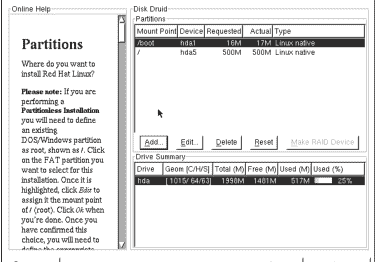 Online Help
Partitions
Where do you want to
install Red Hat Linux?
Please note: If you are
performing a
Partitionless Installation
you will need to define
an existing
DOS/Windows partition
as root, shown as /. Click
on the FAT partition you
want to select for this
installation. Once it is
highlighted, click Edit to
assign it the mount point
of / (root). Click Ok when
you're done. Once you
have confirmed this
choice, you will need to
define the appropriate
Disk Druid
Partitions
Mount Point Device Requested Actual Type
/boot hda1 16M 17M Linux native
/ hda5 500M 500M Linux native
Add... Edit... Delete Reset Make RAID Device
Drive Summary
Drive Geom [C/H/S] Total (M) Free (M) Used (M) Used (%)
hda [1015/ 64/63] 1998M 1481M 517M 25%